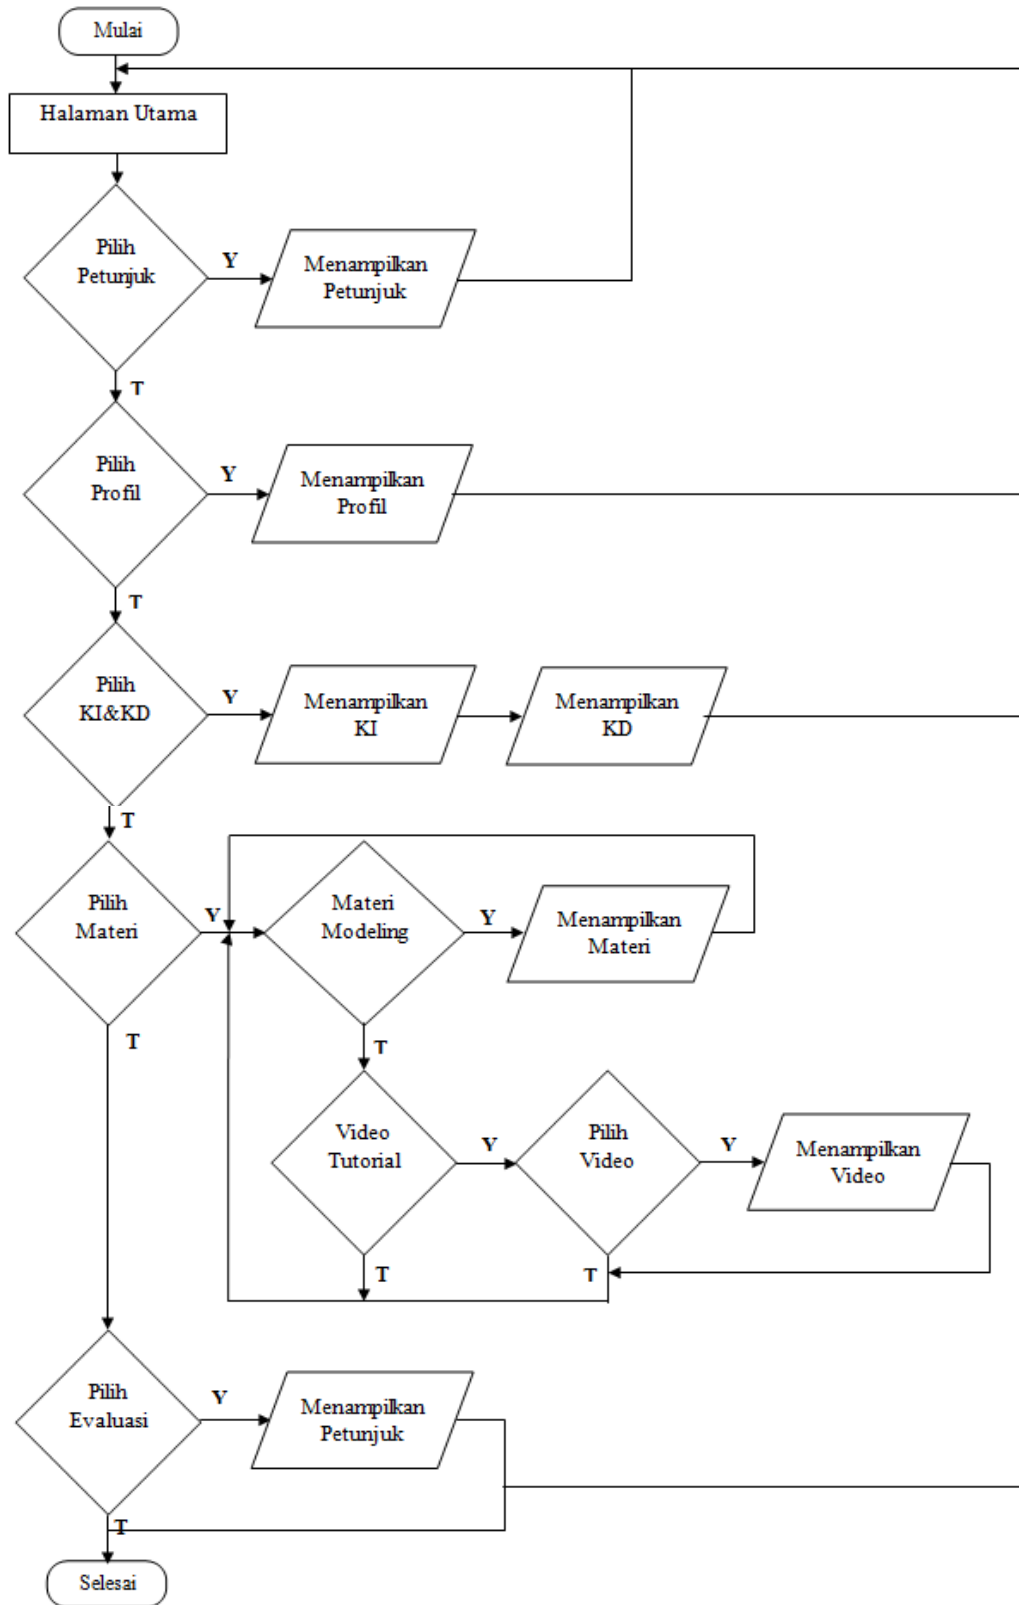 Mulai
Halaman Utama
Pilih
Petunjuk
Y
Menampilkan
Petunjuk
T
Pilih
Profil
Y
Menampilkan
Profil
T
Pilih
KI&KD
Y
Menampilkan
KI
Menampilkan
KD
T
Pilih
Materi
Y
Materi
Modeling
Y
Menampilkan
Materi
T
T
Video
Tutorial
Y
Pilih
Video
Y
Menampilkan
Video
T
T
Pilih
Evaluasi
Y
Menampilkan
Petunjuk
T
Selesai